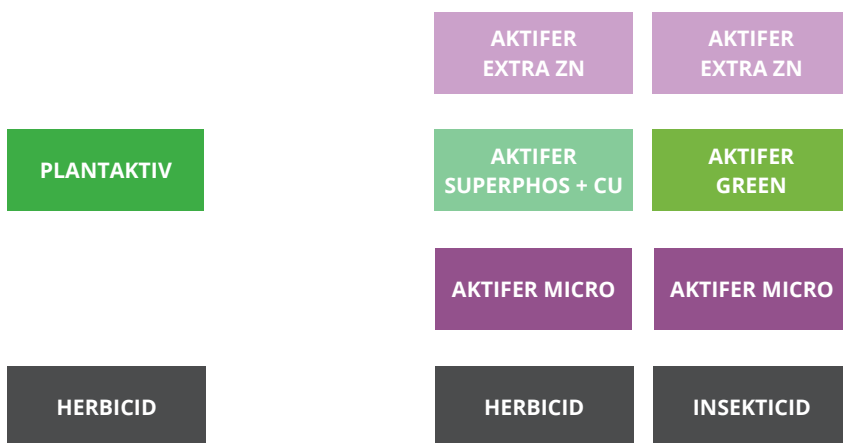 AKTIFER
EXTRA ZN
AKTIFER
EXTRA ZN
PLANTAKTIV
AKTIFER
SUPERPHOS + CU
AKTIFER
GREEN
AKTIFER MICRO
AKTIFER MICRO
HERBICID
HERBICID
INSEKTICID